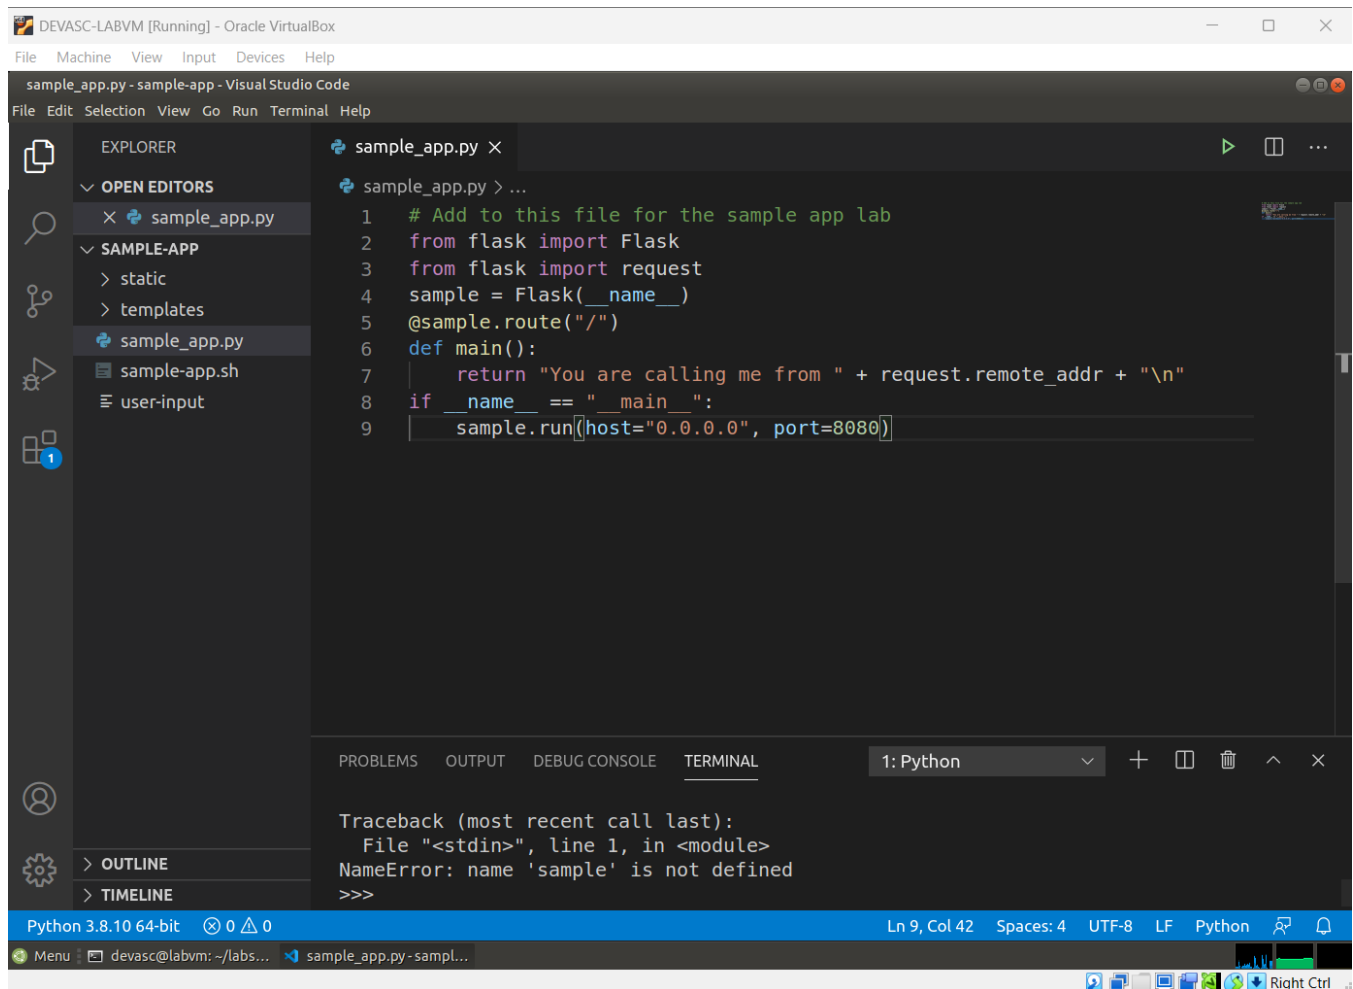 DEVASC-LABVM [Running] - Oracle VirtualBox
File Machine View Input Devices Help
sample_app.py - sample-app - Visual Studio Code
File Edit Selection View Go Run Terminal Help
EXPLORER
OPEN EDITORS
sample_app.py
SAMPLE-APP
static
templates
sample_app.py
sample-app.sh
user-input
OUTLINE
TIMELINE
1
sample_app.py
sample_app.py > ...
1 # Add to this file for the sample app lab
2 from flask import Flask
3 from flask import request
4 sample = Flask(__name__)
5 @sample.route("/")
6 def main():
7     return "You are calling me from " + request.remote_addr + "\n"
8 if __name__ == "__main__":
9     sample.run(host="0.0.0.0", port=8080)
PROBLEMS OUTPUT DEBUG CONSOLE TERMINAL 1: Python
Traceback (most recent call last):
  File "<stdin>", line 1, in <module>
NameError: name 'sample' is not defined
>>>
Python 3.8.10 64-bit 0 0 Ln 9, Col 42 Spaces: 4 UTF-8 LF Python
Menu devasc@labvm: ~/labs... sample_app.py - sampl...
Right Ctrl